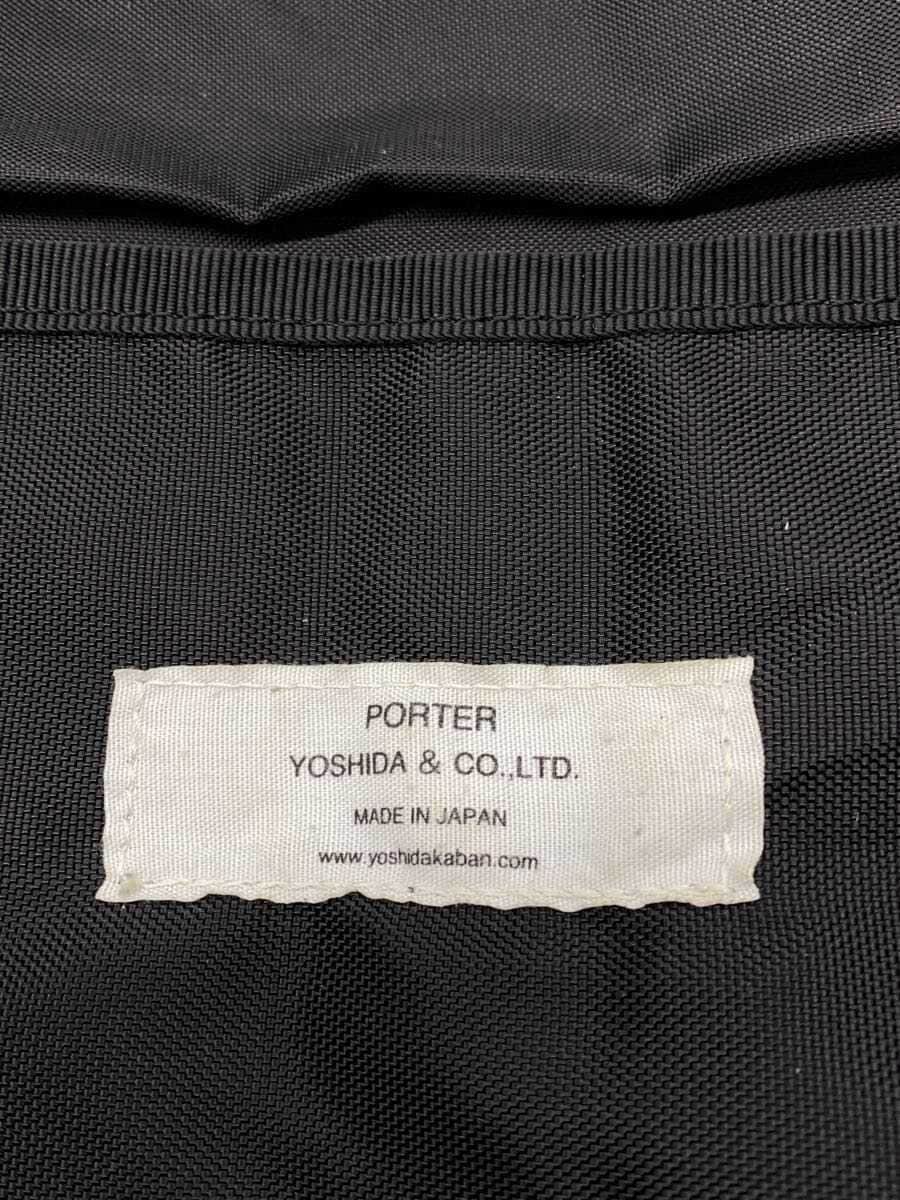 PORTER
YOSHIDA & CO.,LTD.
MADE IN JAPAN
www.yoshidakaban.com